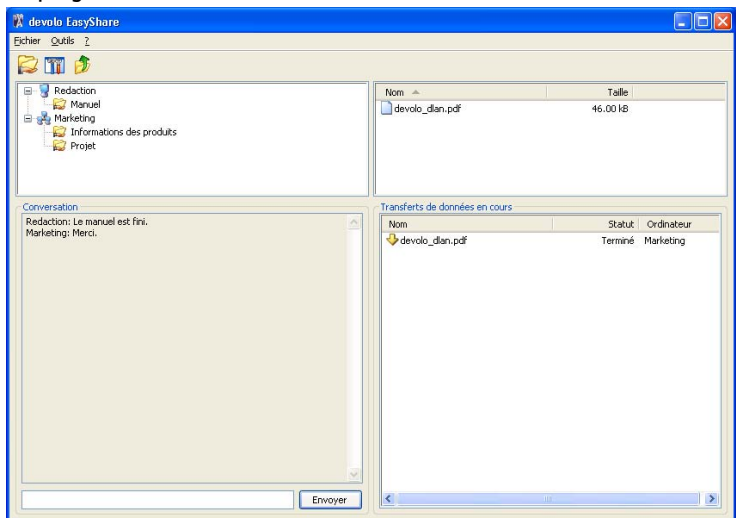 devolo EasyShare
Fichier Outils ?
Redaction
Manuel
Marketing
Informations des produits
Projet
Nom Taille
devolo_dlan.pdf 46.00 kB
Conversation
Redaction: Le manuel est fini.
Marketing: Merci.
Envoyer
Transferts de données en cours
Nom Statut Ordinateur
devolo_dlan.pdf Terminé Marketing